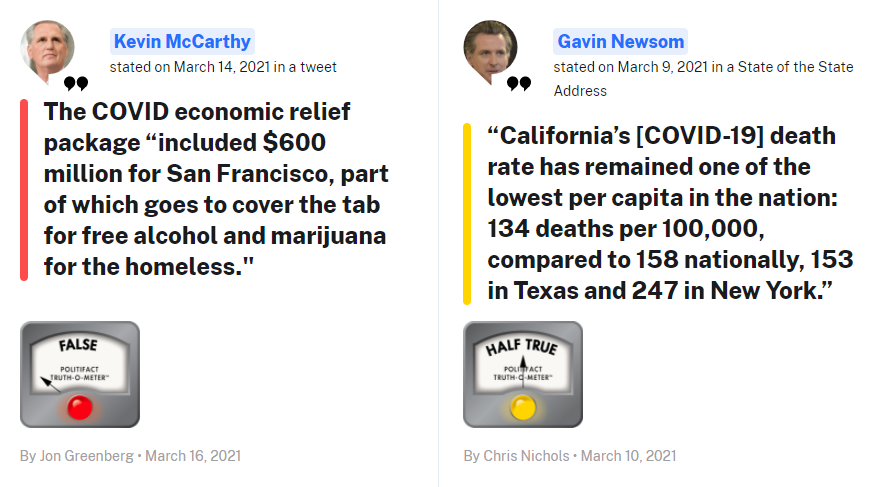 Kevin McCarthy
stated on March 14, 2021 in a tweet
The COVID economic relief
package “included $600
million for San Francisco, part
of which goes to cover the tab
for free alcohol and marijuana
for the homeless."
FALSE
POLITIFACT
TRUTH-O-METER™
By Jon Greenberg • March 16, 2021
Gavin Newsom
stated on March 9, 2021 in a State of the State
Address
“California’s [COVID-19] death
rate has remained one of the
lowest per capita in the nation:
134 deaths per 100,000,
compared to 158 nationally, 153
in Texas and 247 in New York.”
HALF TRUE
POLITIFACT
TRUTH-O-METER™
By Chris Nichols • March 10, 2021